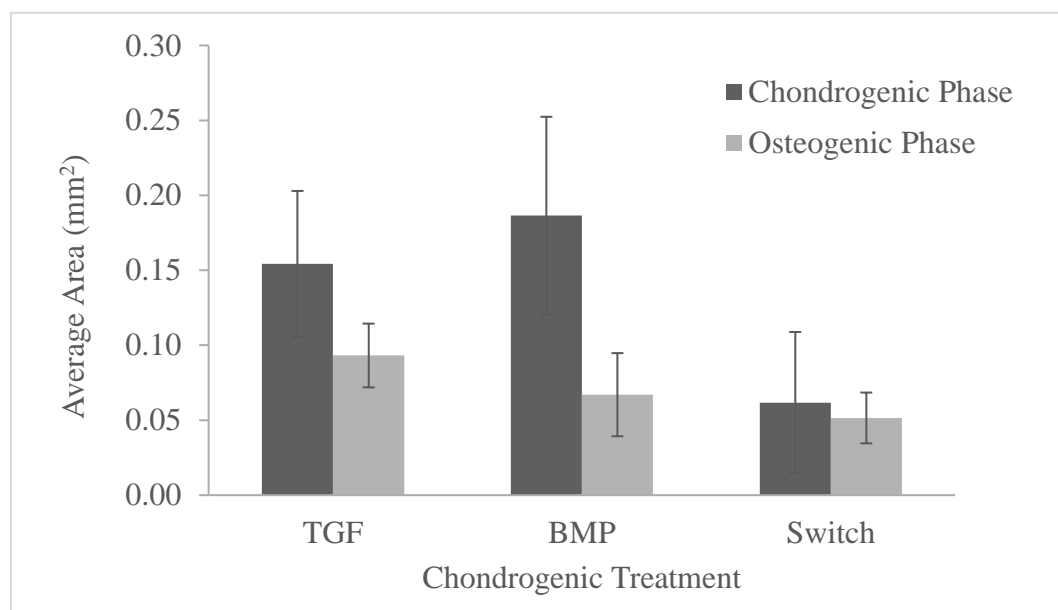 0.30
0.25
0.20
0.15
0.10
0.05
0.00
Average Area (mm²)
Chondrogenic Phase
Osteogenic Phase
TGF
BMP
Switch
Chondrogenic Treatment